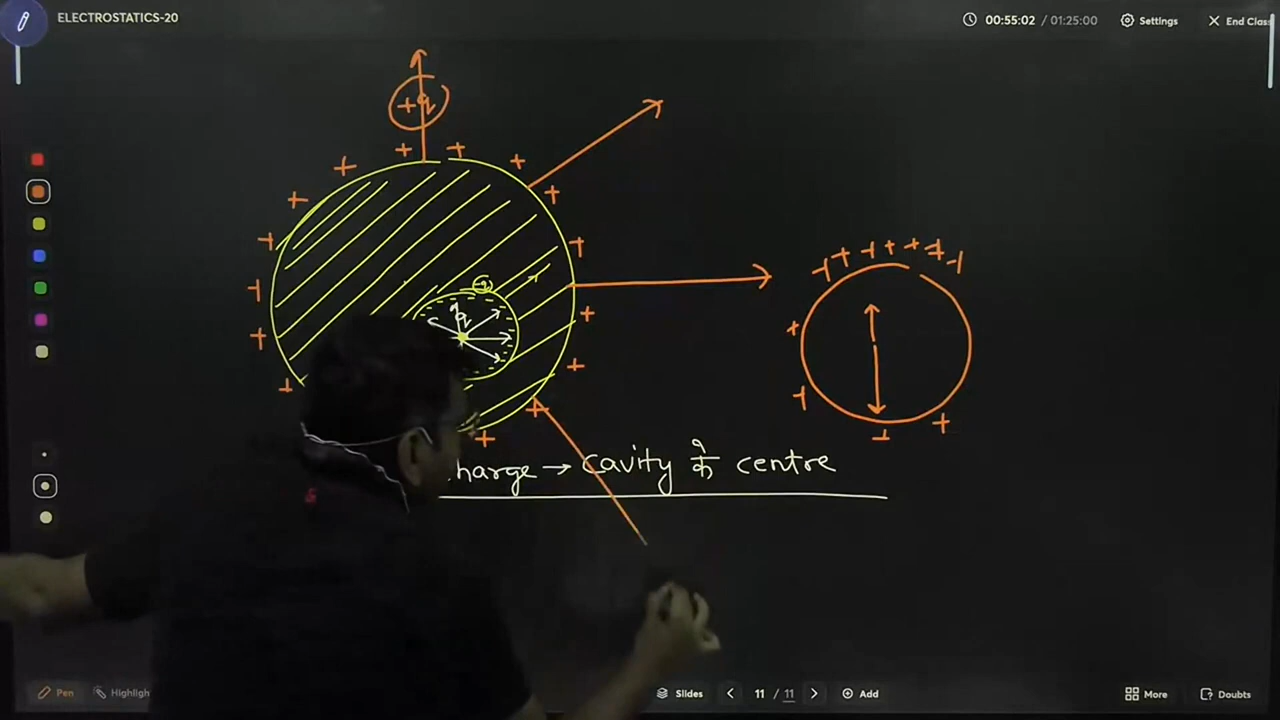 ELECTROSTATICS-20
00:55:02 / 01:25:00
Settings
End Class
+q
-q
q
harge → cavity के centre
Pen
Highligh
Slides
11 / 11
Add
More
Doubts